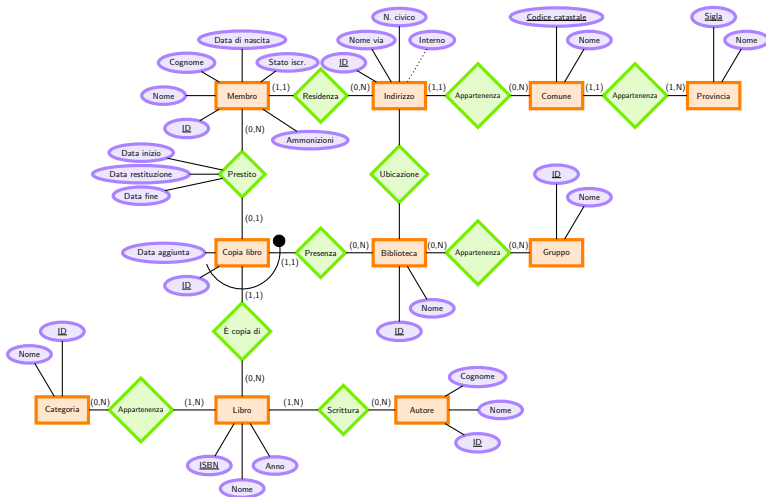 N. civico
Codice catastale
Sigla
Data di nascita
Nome via
Interno
Nome
Nome
Cognome
Stato iscr.
ID
Nome
Membro
(1,1)
Residenza
(0,N)
Indirizzo
(1,1)
Appartenenza
(0,N)
Comune
(1,1)
Appartenenza
(1,N)
Provincia
ID
(0,N)
Ammonizioni
Data inizio
Data restituzione
Data fine
Prestito
Ubicazione
ID
Nome
(0,1)
Data aggiunta
Copia libro
(1,1)
Presenza
(0,N)
Biblioteca
(0,N)
Appartenenza
(0,N)
Gruppo
ID
(1,1)
Nome
ID
È copia di
ID
Nome
(0,N)
Cognome
Categoria
(0,N)
Appartenenza
(1,N)
Libro
(1,N)
Scrittura
(0,N)
Autore
Nome
ID
ISBN
Anno
Nome